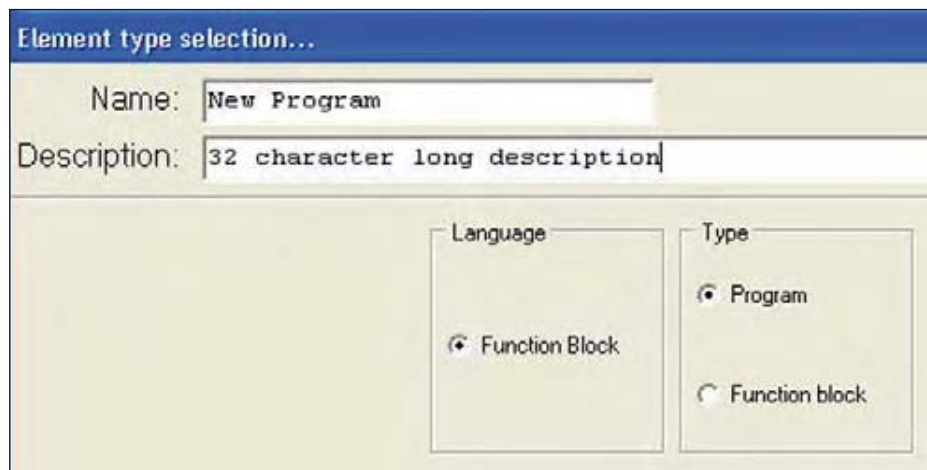 Element type selection...
Name: New Program
Description: 32 character long description
Language
Type
Program
Function Block
Function block